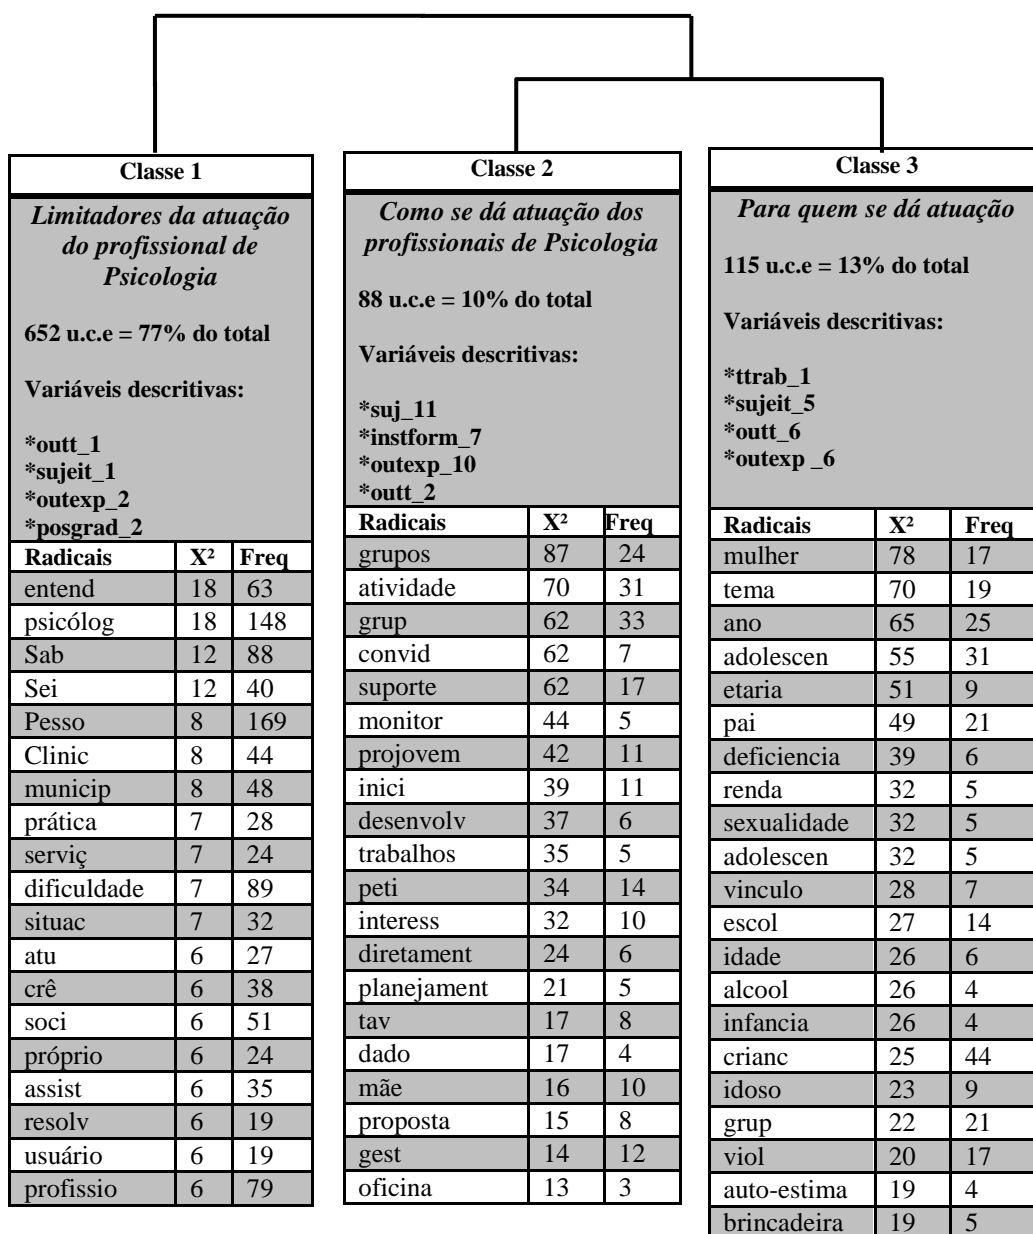 Classe 1
Limitadores da atuação
do profissional de
Psicologia
652 u.c.e = 77% do total
Variáveis descritivas:
*outt_1
*sujeit_1
*outexp_2
*posgrad_2
Radicais X² Freq
entend 18 63
psicólog 18 148
Sab 12 88
Sei 12 40
Pesso 8 169
Clinic 8 44
municip 8 48
prática 7 28
serviç 7 24
dificuldade 7 89
situac 7 32
atu 6 27
crê 6 38
soci 6 51
próprio 6 24
assist 6 35
resolv 6 19
usuário 6 19
profissio 6 79
Classe 2
Como se dá atuação dos
profissionais de Psicologia
88 u.c.e = 10% do total
Variáveis descritivas:
*suj_11
*instform_7
*outexp_10
*outt_2
Radicais X² Freq
grupos 87 24
atividade 70 31
grup 62 33
convid 62 7
suporte 62 17
monitor 44 5
projovem 42 11
inici 39 11
desenvolv 37 6
trabalhos 35 5
peti 34 14
interess 32 10
diretament 24 6
planejament 21 5
tav 17 8
dado 17 4
mãe 16 10
proposta 15 8
gest 14 12
oficina 13 3
Classe 3
Para quem se dá atuação
115 u.c.e = 13% do total
Variáveis descritivas:
*ttrab_1
*sujeit_5
*outt_6
*outexp _6
Radicais X² Freq
mulher 78 17
tema 70 19
ano 65 25
adolescen 55 31
etaria 51 9
pai 49 21
deficiencia 39 6
renda 32 5
sexualidade 32 5
adolescen 32 5
vinculo 28 7
escol 27 14
idade 26 6
alcool 26 4
infancia 26 4
crianc 25 44
idoso 23 9
grup 22 21
viol 20 17
auto-estima 19 4
brincadeira 19 5